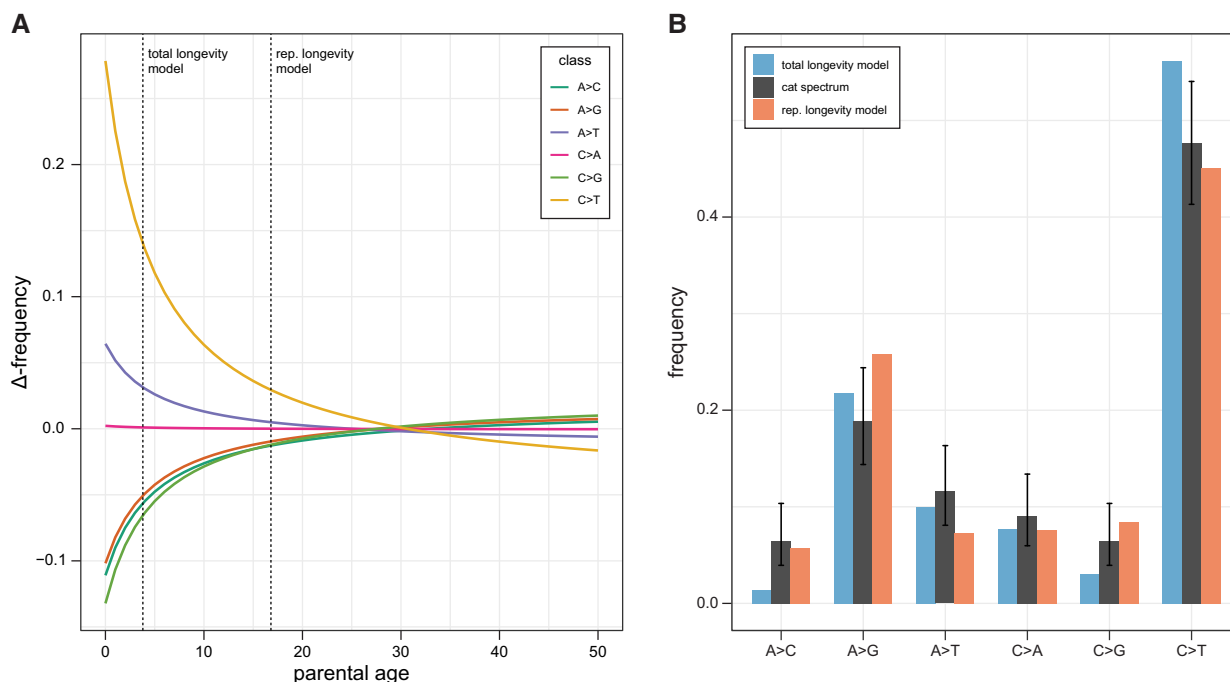 A
total longevity
model
rep. longevity
model
class
A>C
A>G
A>T
C>A
C>G
C>T
Δ-frequency
0.2
0.1
0.0
−0.1
0
10
20
30
40
50
parental age
B
total longevity model
cat spectrum
rep. longevity model
frequency
0.4
0.2
0.0
A>C
A>G
A>T
C>A
C>G
C>T